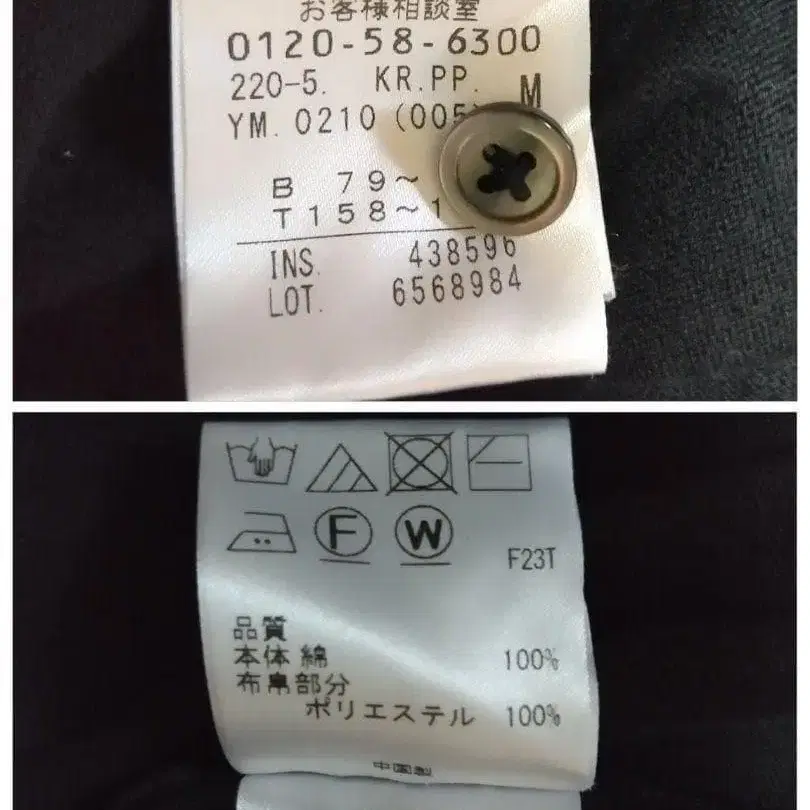 お客様相談室
0120-58-6300
220-5. KR.PP. M
YM. 0210 (005)
B 79~
T 158~1
INS. 438596
LOT. 6568984
F
W
F23T
品質
本体 綿 100%
布帛部分
ポリエステル 100%
中国製